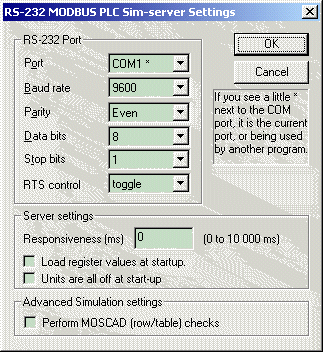 RS-232 MODBUS PLC Sim-server Settings
RS-232 Port
Port COM1 *
Baud rate 9600
Parity Even
Data bits 8
Stop bits 1
RTS control toggle
OK
Cancel
If you see a little *
next to the COM
port, it is the current
port, or being used
by another program.
Server settings
Responsiveness (ms) 0 (0 to 10 000 ms)
Load register values at startup.
Units are all off at start-up
Advanced Simulation settings
Perform MOSCAD (row/table) checks